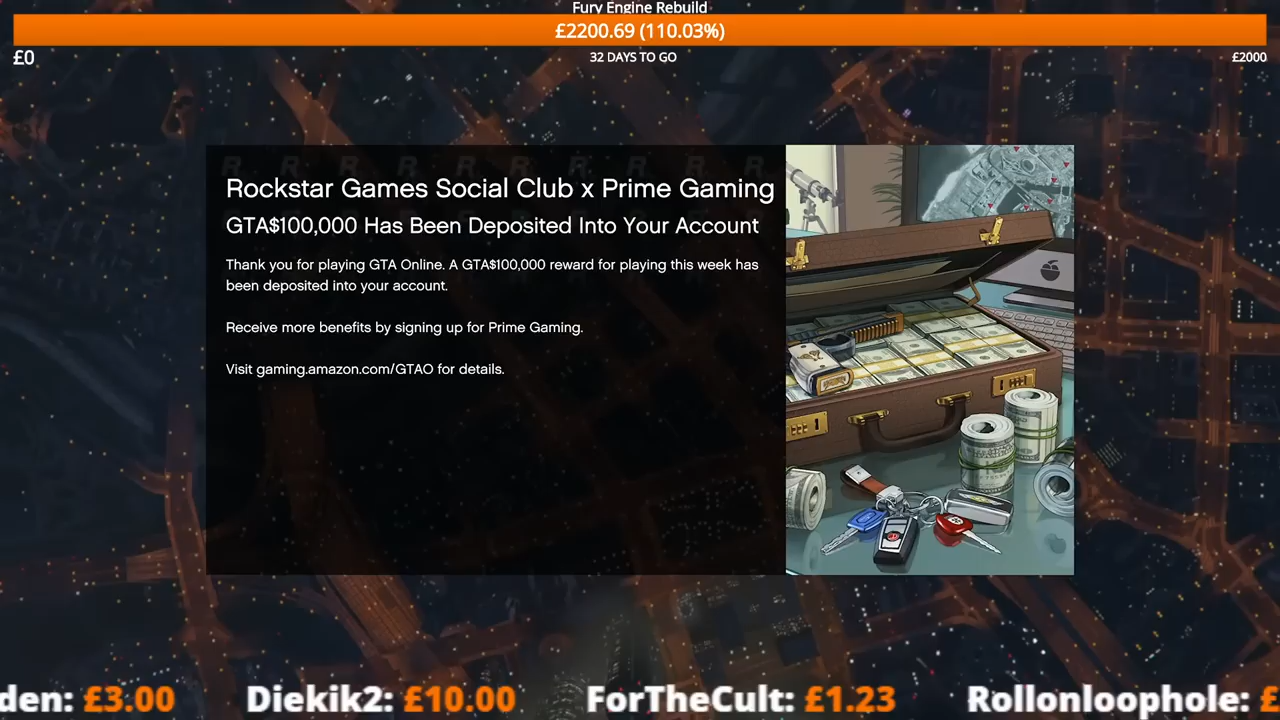 Fury Engine Rebuild
£2200.69 (110.03%)
£0
32 DAYS TO GO
£2000
Rockstar Games Social Club x Prime Gaming
GTA$100,000 Has Been Deposited Into Your Account
Thank you for playing GTA Online. A GTA$100,000 reward for playing this week has
been deposited into your account.
Receive more benefits by signing up for Prime Gaming.
Visit gaming.amazon.com/GTAO for details.
den: £3.00 Diekik2: £10.00 ForTheCult: £1.23 Rollonloophole: £